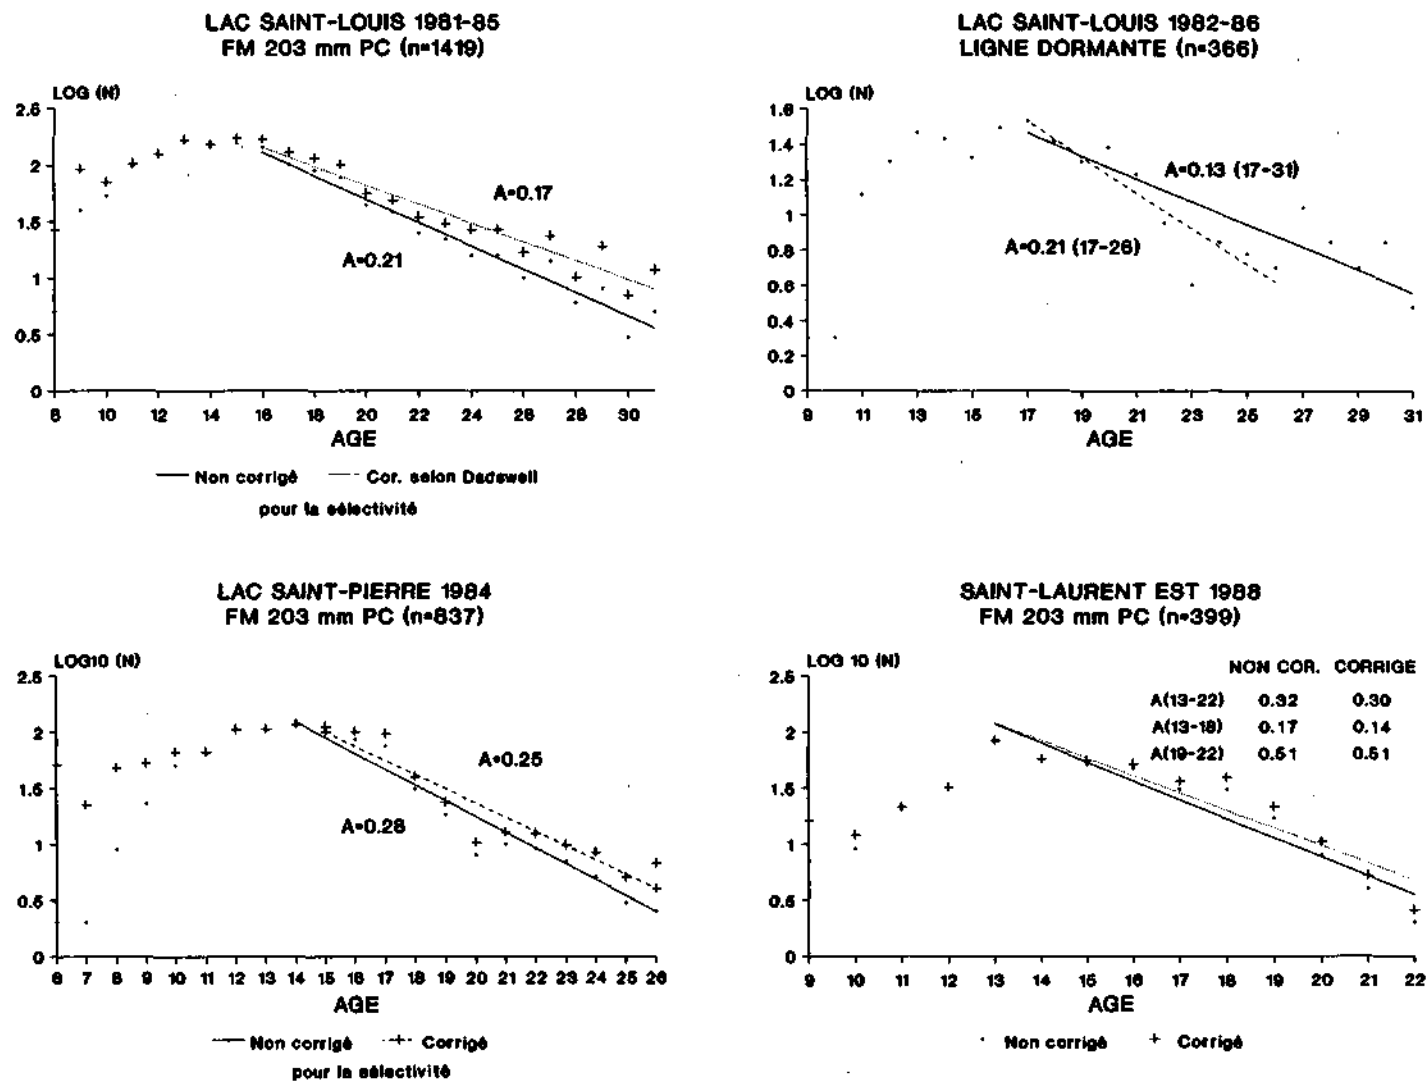 LAC SAINT-LOUIS 1981-85
FM 203 mm PC (n=1419)
LOG (N)
2.5
2
1.5
1
0.5
0
8 10 12 14 16 18 20 22 24 26 28 30
AGE
A=0.17
A=0.21
Non corrigé Cor. selon Dadswell
pour la sélectivité
LAC SAINT-LOUIS 1982-86
LIGNE DORMANTE (n=366)
LOG (N)
1.6
1.4
1.2
1
0.8
0.6
0.4
0.2
0
9 11 13 15 17 19 21 23 25 27 29 31
AGE
A=0.13 (17-31)
A=0.21 (17-26)
LAC SAINT-PIERRE 1984
FM 203 mm PC (n=837)
LOG10 (N)
2.5
2
1.5
1
0.5
0
6 7 8 9 10 11 12 13 14 15 16 17 18 19 20 21 22 23 24 25 26
AGE
A=0.25
A=0.28
Non corrigé Corrigé
pour la sélectivité
SAINT-LAURENT EST 1988
FM 203 mm PC (n=399)
LOG 10 (N)
NON COR. CORRIGE
A(13-22) 0.32 0.30
A(13-18) 0.17 0.14
A(19-22) 0.51 0.51
2.5
2
1.5
1
0.5
0
9 10 11 12 13 14 15 16 17 18 19 20 21 22
AGE
Non corrigé Corrigé